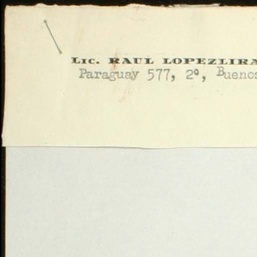 Lic. RAUL LOPEZLIRA
Paraguay 577, 2º, Buenos